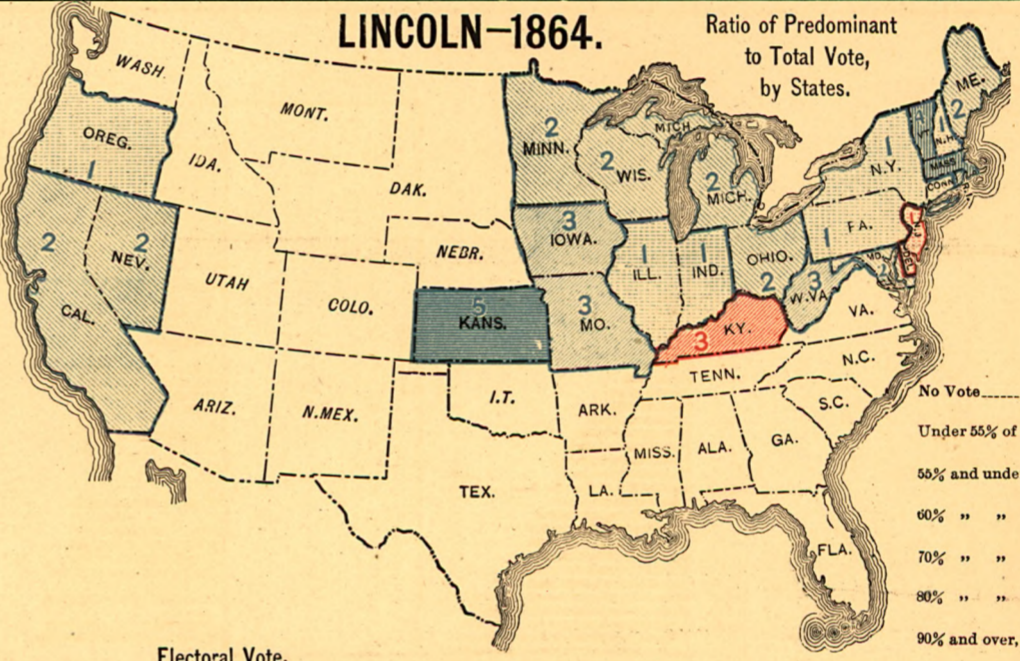 LINCOLN—1864.
Ratio of Predominant
to Total Vote,
by States.
WASH.
MONT.
OREG.
1
IDA.
DAK.
2
MINN.
2
WIS.
MICH.
2
MICH.
ME.
2
1
N.H.
MASS
CONN.
1
N.Y.
2
CAL.
2
NEV.
UTAH
COLO.
NEBR.
3
IOWA.
1
ILL.
1
IND.
OHIO.
2
1
PA.
1
5
KANS.
3
MO.
3
KY.
3
W.VA.
VA.
ARIZ.
N.MEX.
I.T.
ARK.
TENN.
N.C.
S.C.
MISS.
ALA.
GA.
TEX.
LA.
FLA.
No Vote
Under 55% of
55% and unde
60% „ „
70% „ „
80% „ „
90% and over,
Electoral Vote.